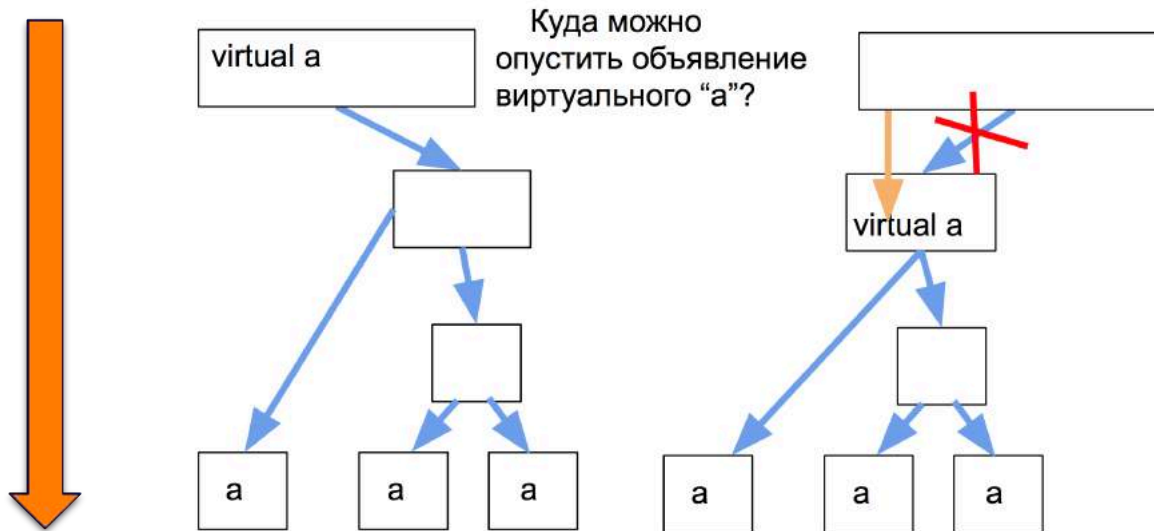 Куда можно
опустить объявление
виртуального “а”?
virtual a
virtual a
a
a
a
a
a
a